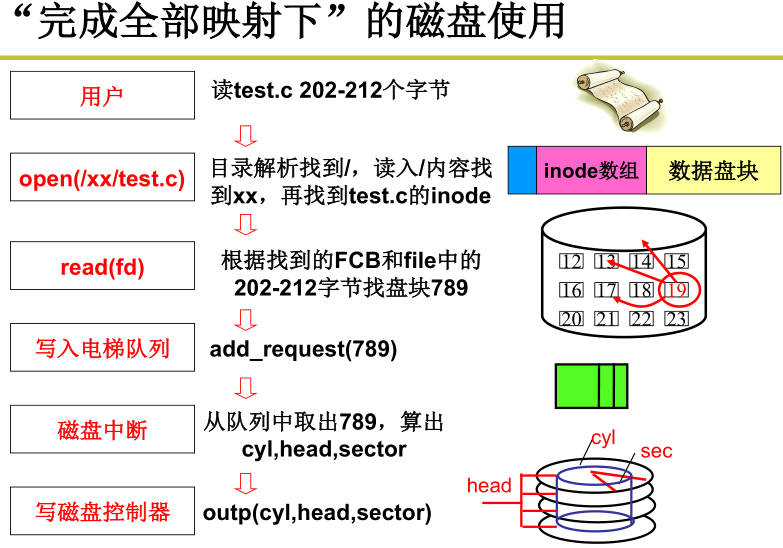 “完成全部映射下”的磁盘使用
用户
读test.c 202-212个字节
open(/xx/test.c)
目录解析找到/，读入/内容找
到xx，再找到test.c的inode
inode数组
数据盘块
read(fd)
根据找到的FCB和file中的
202-212字节找盘块789
12 13 14 15
16 17 18 19
20 21 22 23
写入电梯队列
add_request(789)
磁盘中断
从队列中取出789，算出
cyl,head,sector
cyl
sec
head
写磁盘控制器
outp(cyl,head,sector)